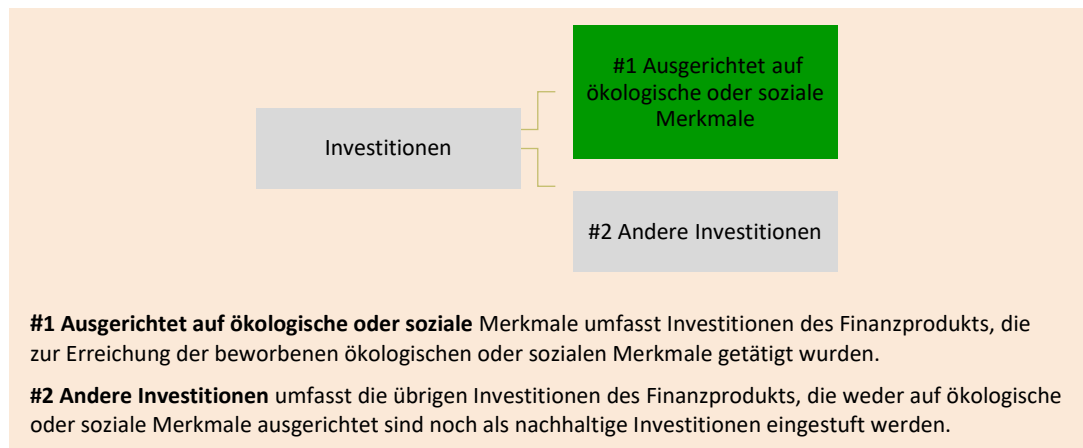 #1 Ausgerichtet auf
ökologische oder soziale
Merkmale
Investitionen
#2 Andere Investitionen
#1 Ausgerichtet auf ökologische oder soziale Merkmale umfasst Investitionen des Finanzprodukts, die
zur Erreichung der beworbenen ökologischen oder sozialen Merkmale getätigt wurden.
#2 Andere Investitionen umfasst die übrigen Investitionen des Finanzprodukts, die weder auf ökologische
oder soziale Merkmale ausgerichtet sind noch als nachhaltige Investitionen eingestuft werden.